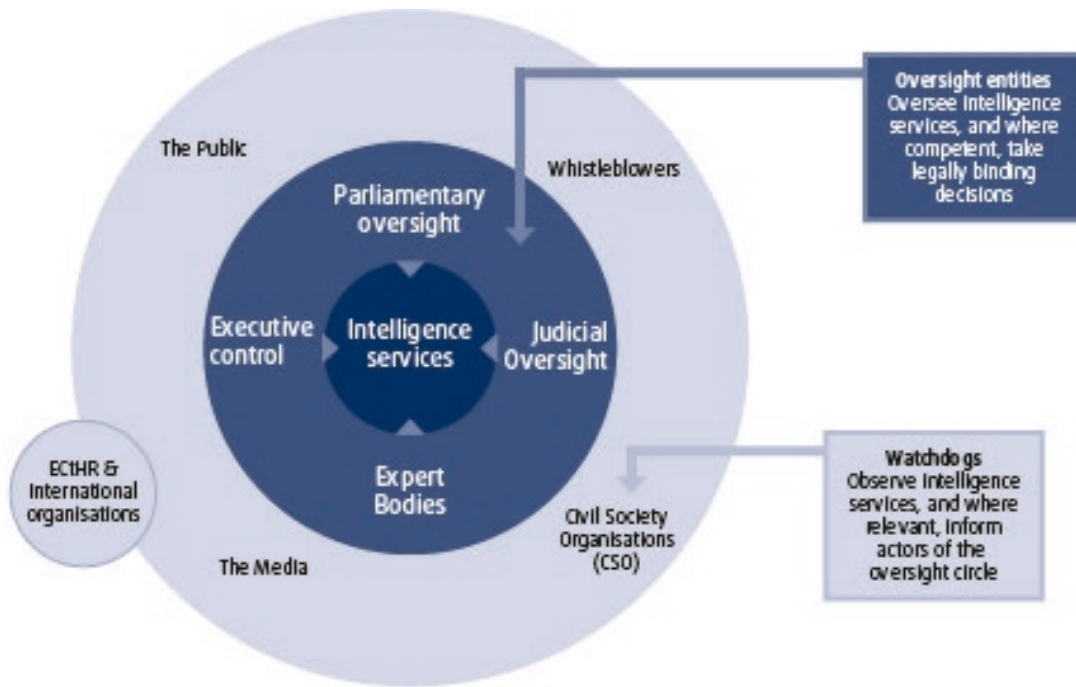 The Public
Whistleblowers
Parliamentary
oversight
Executive
control
Intelligence
services
Judicial
Oversight
Expert
Bodies
ECtHR &
International
organisations
The Media
Civil Society
Organisations
(CSO)
Oversight entities
Oversee intelligence
services, and where
competent, take
legally binding
decisions
Watchdogs
Observe intelligence
services, and where
relevant, inform
actors of the
oversight circle